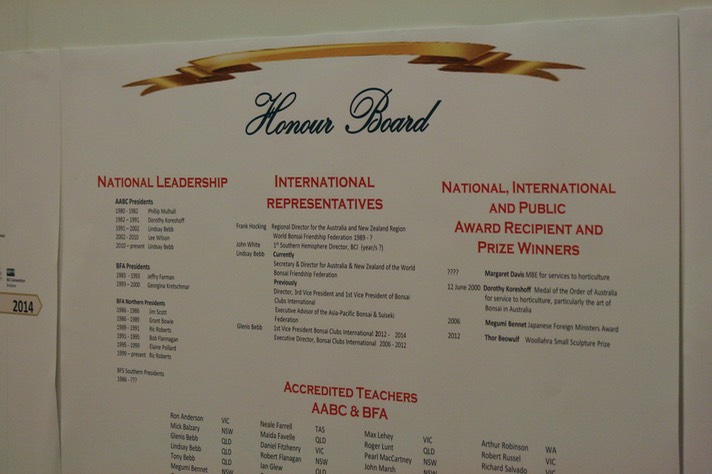 Honour Board
NATIONAL LEADERSHIP
AABC Presidents
1980 - 1982 Phillip Mulhall
1982 – 1991 Dorothy Koreshoff
1991 – 2002 Lindsay Bebb
2002 - 2010 Lee Wilson
2010 – present Lindsay Bebb
BFA Presidents
1983 - 1993 Jeffry Farman
1993 – 2000 Georgina Kretschmar
BFA Northern Presidents
1986 - 1986 Jim Scott
1986 - 1989 Grant Bowie
1989 - 1991 Ric Roberts
1991 - 1995 Bob Flannagan
1995 - 1999 Elaine Pollard
1999 – present Ric Roberts
BFS Southern Presidents
1986 - ???
INTERNATIONAL
REPRESENTATIVES
Frank Hocking Regional Director for the Australia and New Zealand Region
World Bonsai Friendship Federation 1989 - ?
John White 1st Southern Hemisphere Director, BCI (year/s ?)
Lindsay Bebb Currently
Secretary & Director for Australia & New Zealand of the World
Bonsai Friendship Federation
Previously
Director, 3rd Vice President and 1st Vice President of Bonsai
Clubs International
Executive Advisor of the Asia-Pacific Bonsai & Suiseki
Federation
Glenis Bebb 1st Vice President Bonsai Clubs International 2012 - 2014
Executive Director, Bonsai Clubs International 2006 - 2012
NATIONAL, INTERNATIONAL
AND PUBLIC
AWARD RECIPIENT AND
PRIZE WINNERS
???? Margaret Davis MBE for services to horticulture
12 June 2000 Dorothy Koreshoff Medal of the Order of Australia
for service to horticulture, particularly the art of
Bonsai in Australia
2006 Megumi Bennet Japanese Foreign Ministers Award
2012 Thor Beowulf Woollahra Small Sculpture Prize
2014
ACCREDITED TEACHERS
AABC & BFA
Ron Anderson VIC
Mick Balzary NSW
Glenis Bebb QLD
Lindsay Bebb QLD
Tony Bebb QLD
Megumi Bennet NSW
Neale Farrell TAS
Maida Favelle QLD
Daniel Fitzhenry VIC
Robert Flanagan NSW
Ian Glew QLD
Max Lehey VIC
Roger Lunt QLD
Pearl MacCartney NSW
John Marsh NSW
Arthur Robinson WA
Robert Russel VIC
Richard Salvado VIC